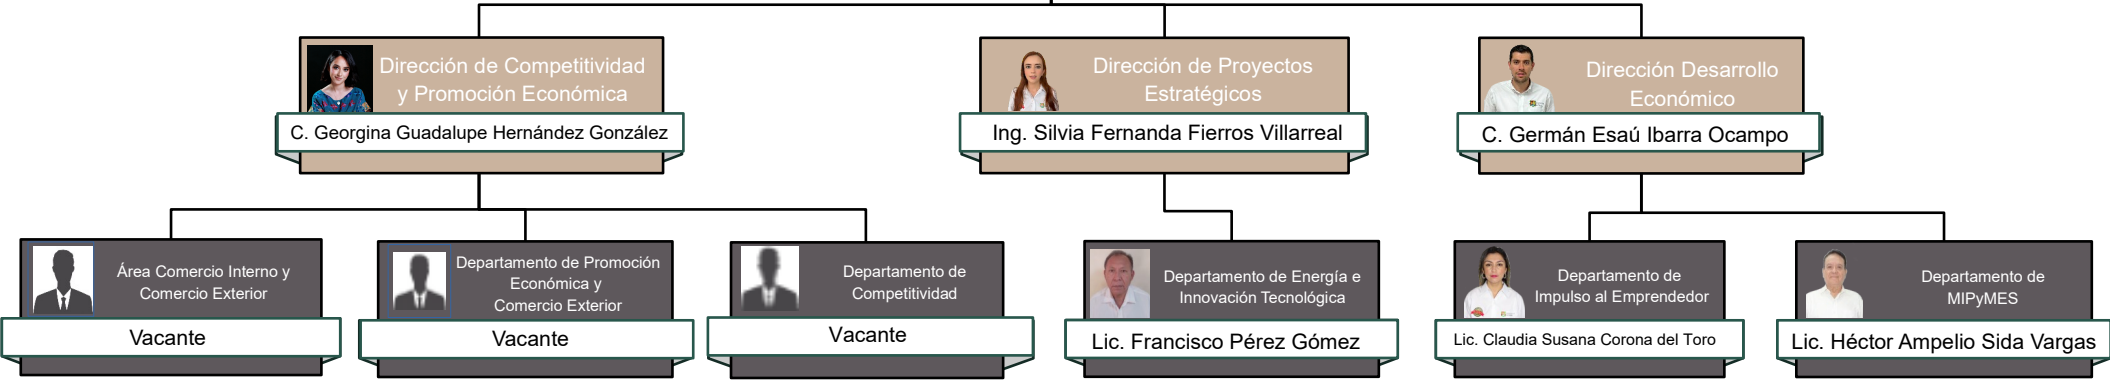 Dirección de Competitividad
y Promoción Económica
C. Georgina Guadalupe Hernández González
Dirección de Proyectos
Estratégicos
Ing. Silvia Fernanda Fierros Villarreal
Dirección Desarrollo
Económico
C. Germán Esaú Ibarra Ocampo
Área Comercio Interno y
Comercio Exterior
Vacante
Departamento de Promoción
Económica y
Comercio Exterior
Vacante
Departamento de
Competitividad
Vacante
Departamento de Energía e
Innovación Tecnológica
Lic. Francisco Pérez Gómez
Departamento de
Impulso al Emprendedor
Lic. Claudia Susana Corona del Toro
Departamento de
MIPyMES
Lic. Héctor Ampelio Sida Vargas